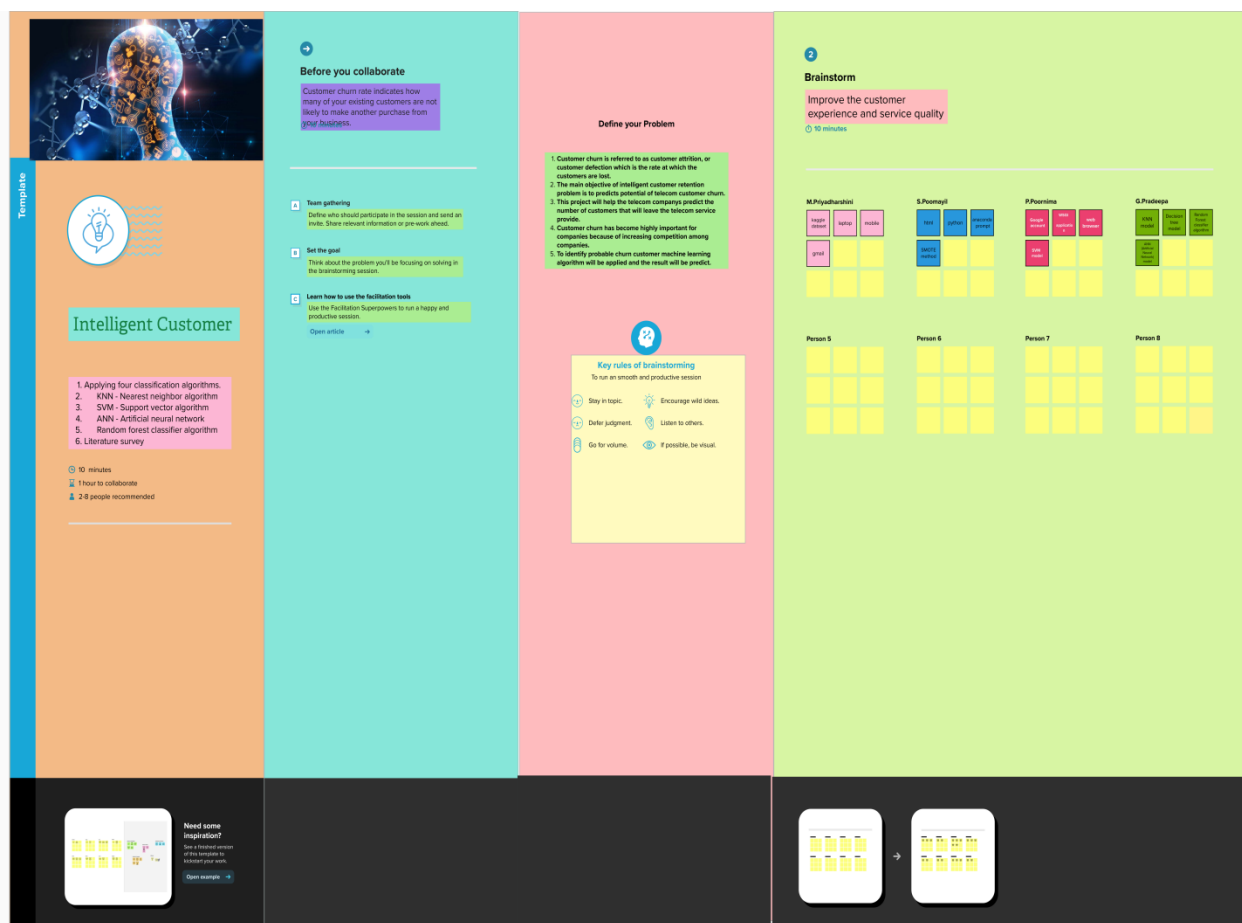 Template
Intelligent Customer
1. Applying four classification algorithms.
2. KNN - Nearest neighbor algorithm
3. SVM - Support vector algorithm
4. ANN - Artificial neural network
5. Random forest classifier algorithm
6. Literature survey
10 minutes
1 hour to collaborate
2-8 people recommended
Need some
inspiration?
See a finished version
of this template to
kickstart your work.
Open example
Before you collaborate
Customer churn rate indicates how
many of your existing customers are not
likely to make another purchase from
your business.
A
Team gathering
Define who should participate in the session and send an
invite. Share relevant information or pre-work ahead.
B
Set the goal
Think about the problem you'll be focusing on solving in
the brainstorming session.
C
Learn how to use the facilitation tools
Use the Facilitation Superpowers to run a happy and
productive session.
Open article
Define your Problem
1. Customer churn is referred to as customer attrition, or
customer defection which is the rate at which the
customers are lost.
2. The main objective of intelligent customer retention
problem is to predicts potential of telecom customer churn.
3. This project will help the telecom companys predict the
number of customers that will leave the telecom service
provide.
4. Customer churn has become highly important for
companies because of increasing competition among
companies.
5. To identify probable churn customer machine learning
algorithm will be applied and the result will be predict.
Key rules of brainstorming
To run an smooth and productive session
Stay in topic.
Encourage wild ideas.
Defer judgment.
Listen to others.
Go for volume.
If possible, be visual.
2
Brainstorm
Improve the customer
experience and service quality
10 minutes
M.Priyadharshini
laptop
mobile
gmail
S.Poomayil
html
python
anaconda
prompt
SMOTE
method
P.Poornima
Google
account
web
browser
SVM
model
G.Pradeepa
KNN
model
Decision
tree
model
Person 5
Person 6
Person 7
Person 8